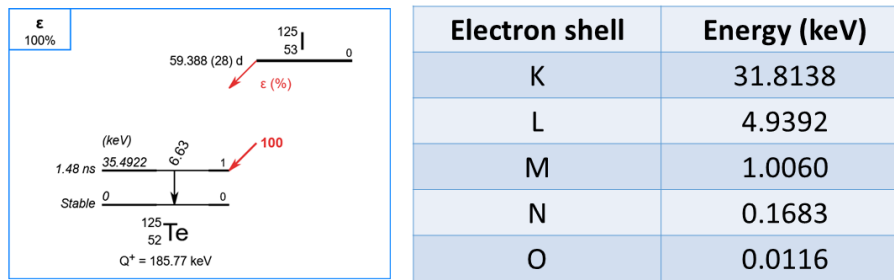 ε
100%
125
53 I
0
59.388 (28) d
ε (%)
(keV)
6.63
100
1.48 ns 35.4922 1
Stable 0 0
125
52 Te
Q⁺ = 185.77 keV
Electron shell Energy (keV)
K 31.8138
L 4.9392
M 1.0060
N 0.1683
O 0.0116